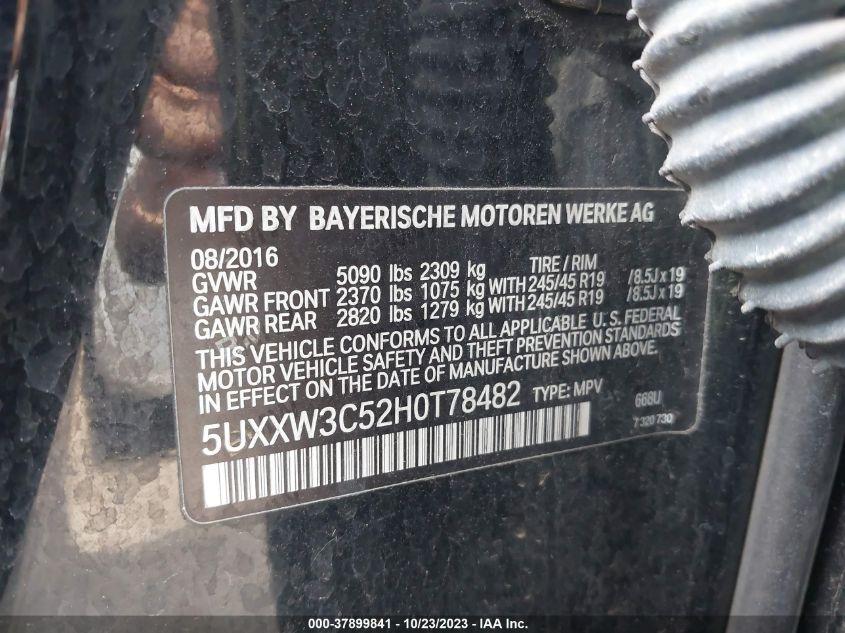 MFD BY BAYERISCHE MOTOREN WERKE AG
08/2016 TIRE / RIM
GVWR 5090 lbs 2309 kg
GAWR FRONT 2370 lbs 1075 kg WITH 245/45 R19 /8.5J x 19
GAWR REAR 2820 lbs 1279 kg WITH 245/45 R19 /8.5J x 19
THIS VEHICLE CONFORMS TO ALL APPLICABLE U. S. FEDERAL
MOTOR VEHICLE SAFETY AND THEFT PREVENTION STANDARDS
IN EFFECT ON THE DATE OF MANUFACTURE SHOWN ABOVE.
5UXXW3C52H0T78482 TYPE: MPV 668U
7 320 730
000-37899841 - 10/23/2023 - IAA Inc.